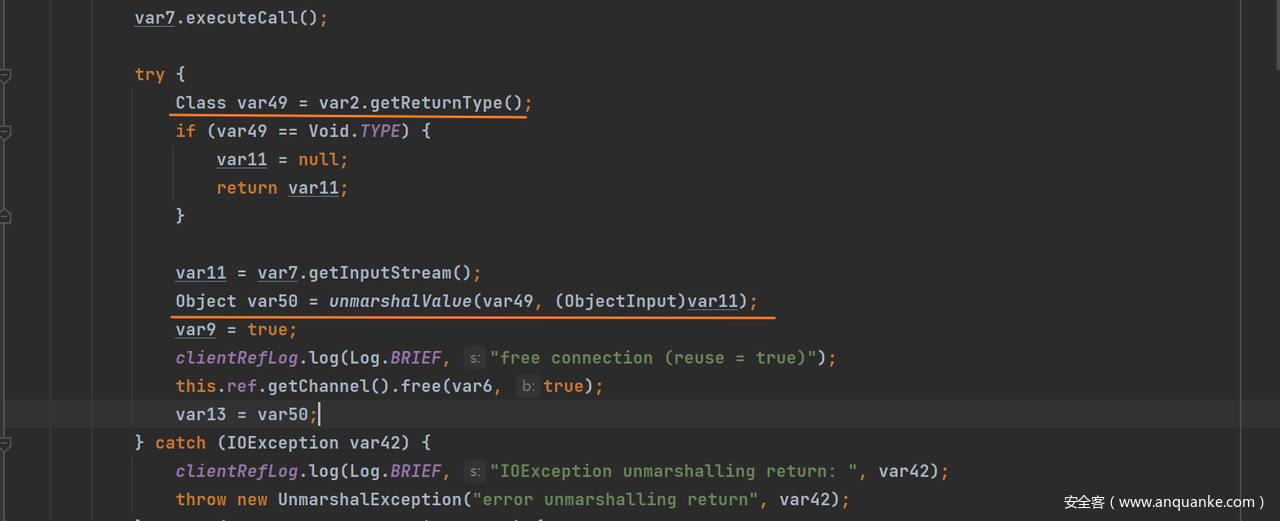 var7.executeCall();
try {
Class var49 = var2.getReturnType();
if (var49 == Void.TYPE) {
var11 = null;
return var11;
}
var11 = var7.getInputStream();
Object var50 = unmarshalValue(var49, (ObjectInput)var11);
var9 = true;
clientRefLog.log(Log.BRIEF, s: "free connection (reuse = true)");
this.ref.getChannel().free(var6, b: true);
var13 = var50;
} catch (IOException var42) {
clientRefLog.log(Log.BRIEF, s: "IOException unmarshalling return: ", var42);
throw new UnmarshalException("error unmarshalling return", var42);
安全客（www.anquanke.com）